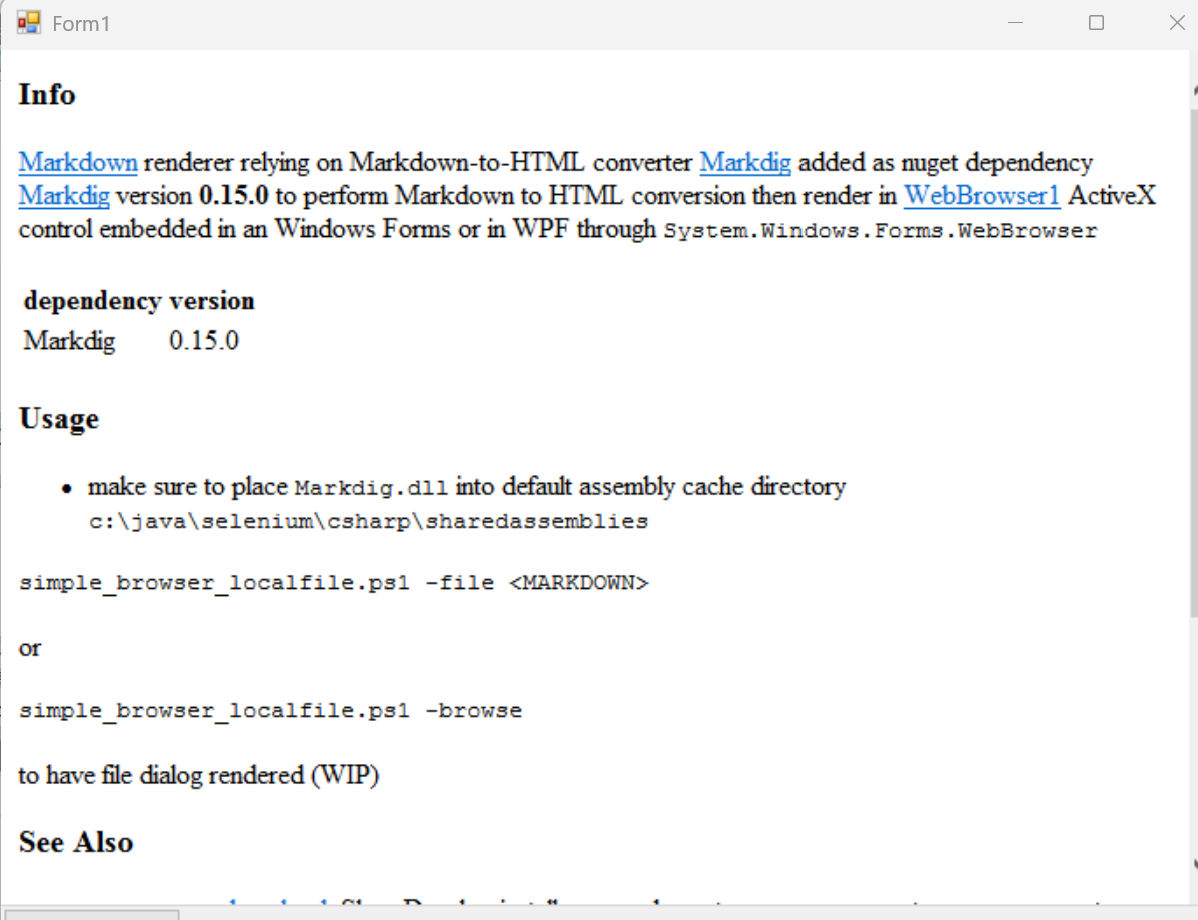 Form1
Info
Markdown renderer relying on Markdown-to-HTML converter Markdig added as nuget dependency
Markdig version 0.15.0 to perform Markdown to HTML conversion then render in WebBrowser1 ActiveX
control embedded in an Windows Forms or in WPF through System.Windows.Forms.WebBrowser
dependency version
Markdig 0.15.0
Usage
• make sure to place Markdig.dll into default assembly cache directory
c:\java\selenium\csharp\sharedassemblies
simple_browser_localfile.ps1 -file <MARKDOWN>
or
simple_browser_localfile.ps1 -browse
to have file dialog rendered (WIP)
See Also